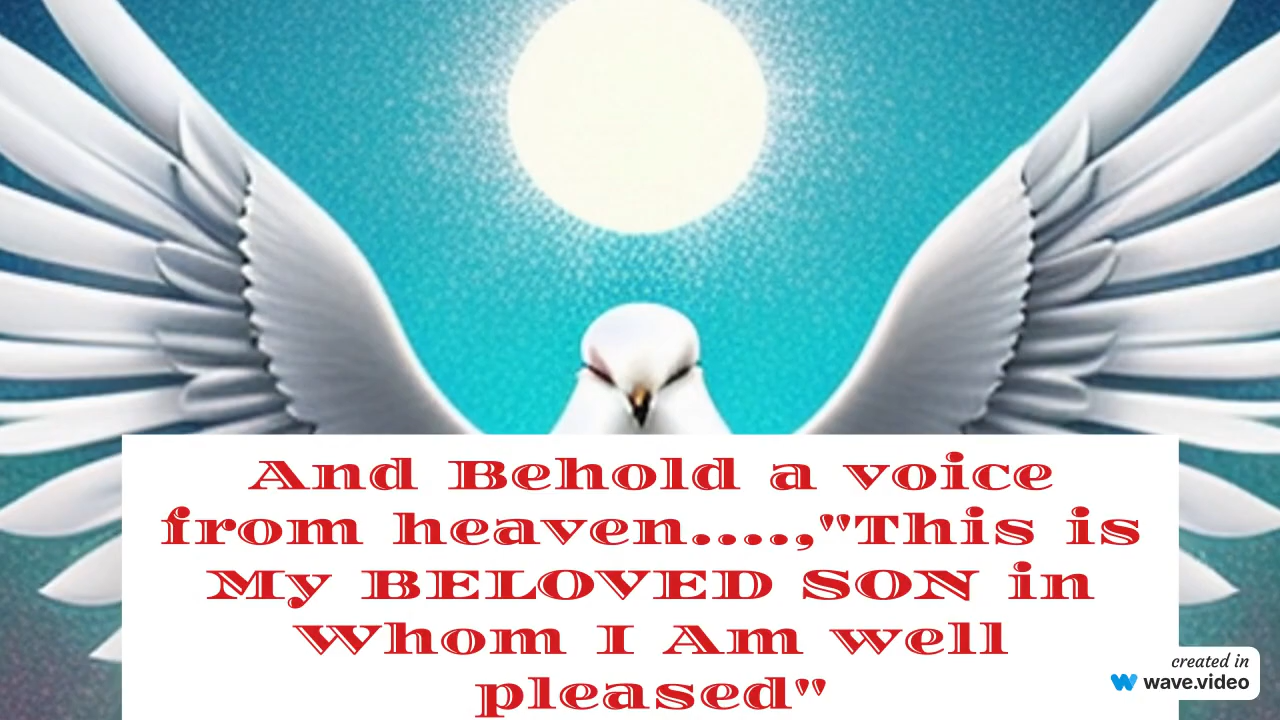 And Behold a voice
from heaven....,"This is
My BELOVED SON in
Whom I Am well
pleased"
created in
wave.video